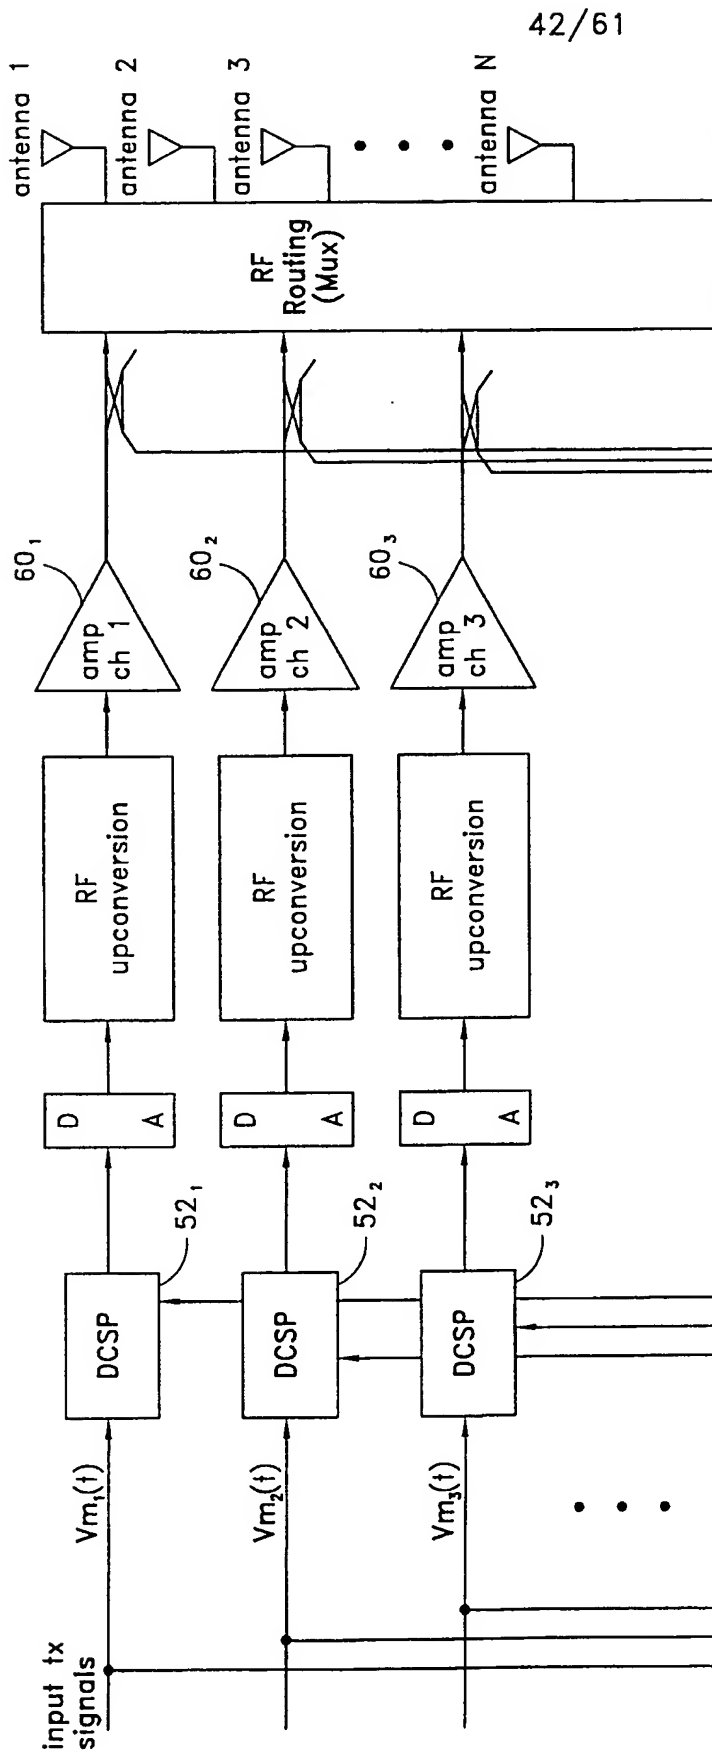 42/61
input tx
signals
Vm₁(t)
DCSP
52₁
D
A
RF
upconversion
amp
ch 1
60₁
Vm₂(t)
DCSP
52₂
D
A
RF
upconversion
amp
ch 2
60₂
Vm₃(t)
DCSP
52₃
D
A
RF
upconversion
amp
ch 3
60₃
RF
Routing
(Mux)
antenna 1
antenna 2
antenna 3
antenna N